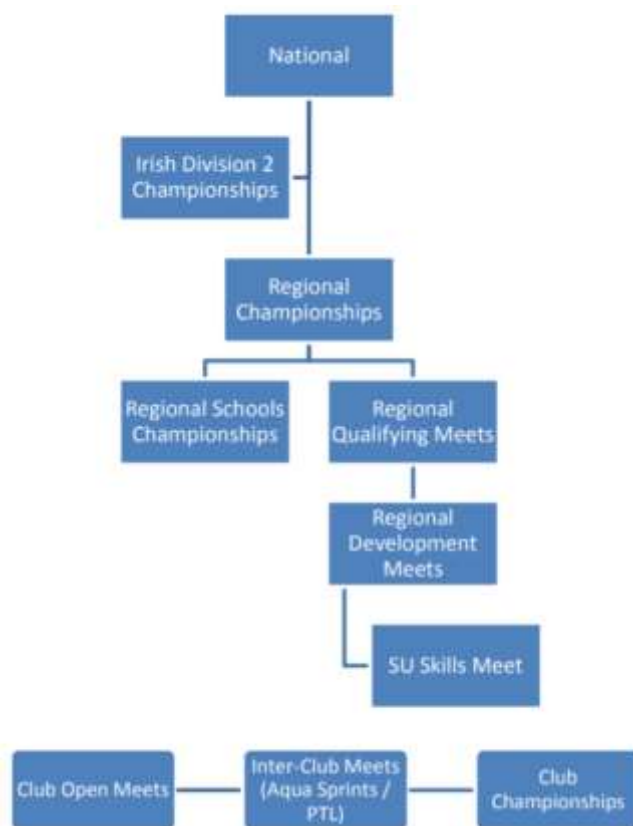 National
Irish Division 2
Championships
Regional
Championships
Regional Schools
Championships
Regional
Qualifying Meets
Regional
Development
Meets
SU Skills Meet
Club Open Meets
Inter-Club Meets
(Aqua Sprints /
PTL)
Club
Championships